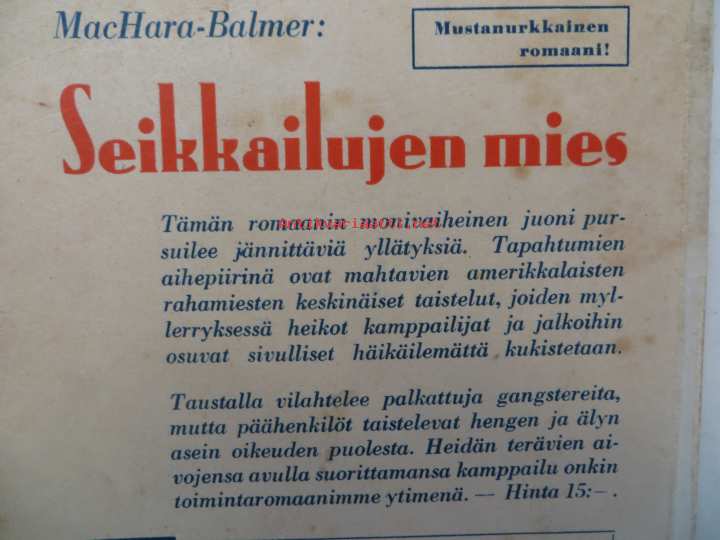 MacHara-Balmer:
Mustanurkkainen
romaani!
Seikkailujen mies
Tämän romaanin monivaiheinen juoni pur-
suilee jännittäviä yllätyksiä. Tapahtumien
aihepiirinä ovat mahtavien amerikkalaisten
rahamiesten keskinäiset taistelut, joiden myl-
lerryksessä heikot kamppailijat ja jalkoihin
osuvat sivulliset häikäilemättä kukistetaan.
Taustalla vilahtelee palkattuja gangstereita,
mutta päähenkilöt taistelevat hengen ja älyn
asein oikeuden puolesta. Heidän terävien ai-
vojensa avulla suorittamansa kamppailu onkin
toimintaromaanimme ytimenä. — Hinta 15:– .